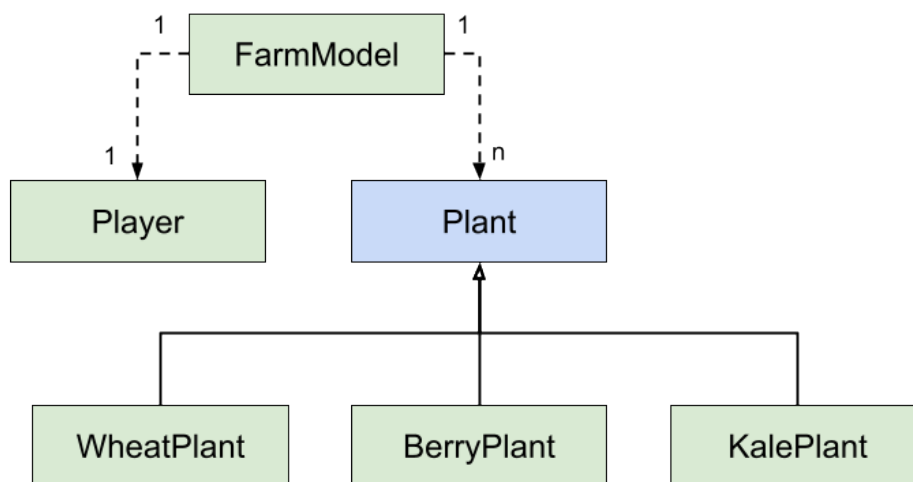 1
FarmModel
1
1
n
Player
Plant
WheatPlant
BerryPlant
KalePlant